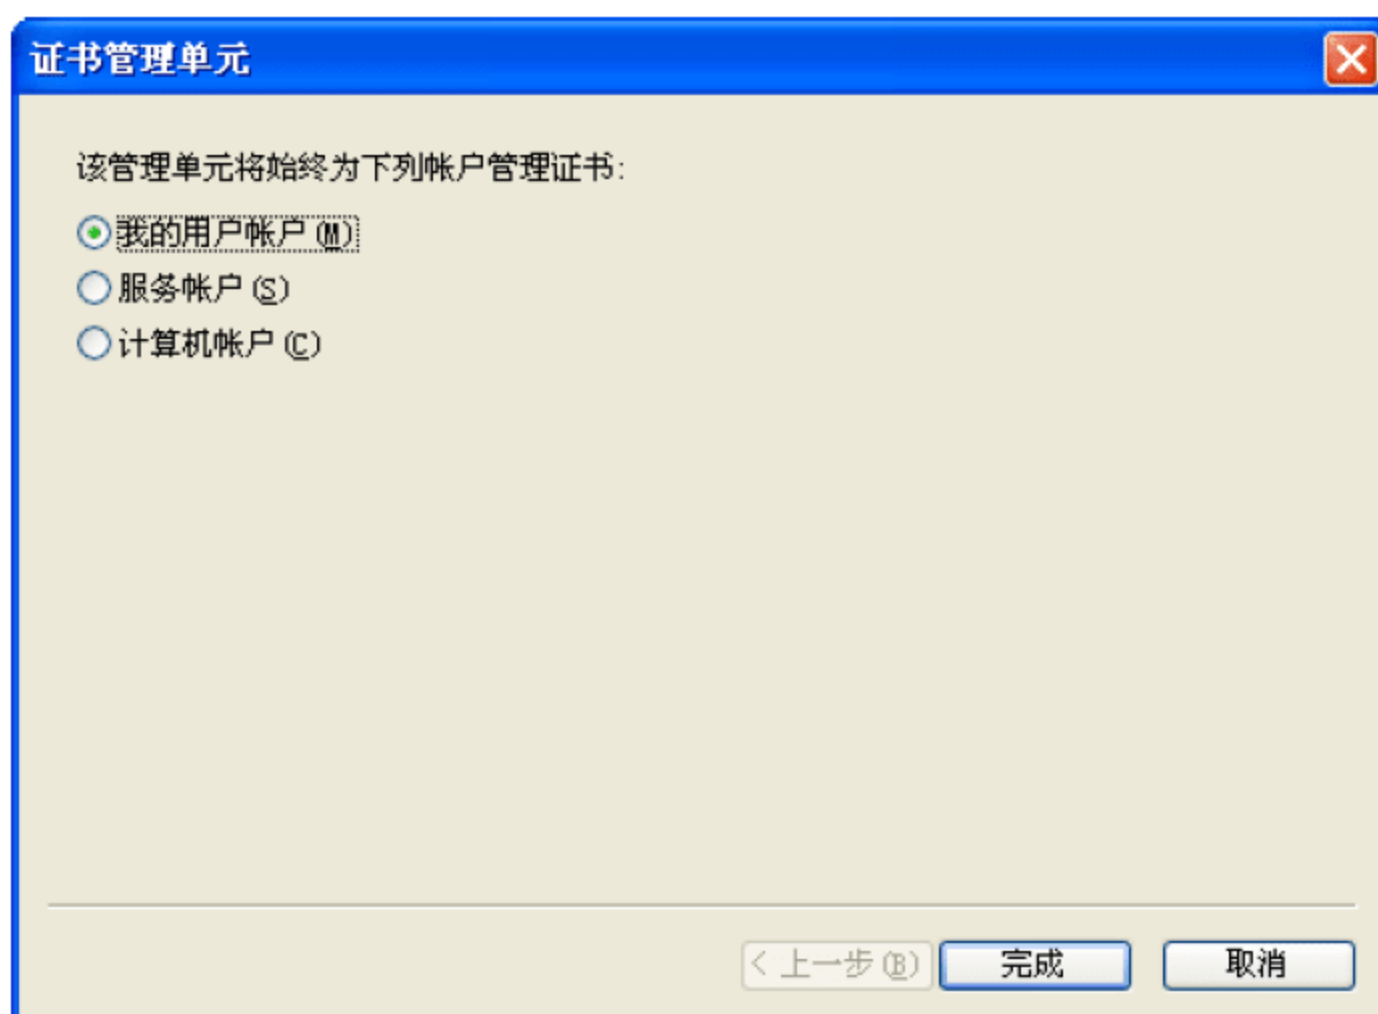 证书管理单元
该管理单元将始终为下列帐户管理证书:
我的用户帐户(M)
服务帐户(S)
计算机帐户(C)
< 上一步(B) 完成 取消